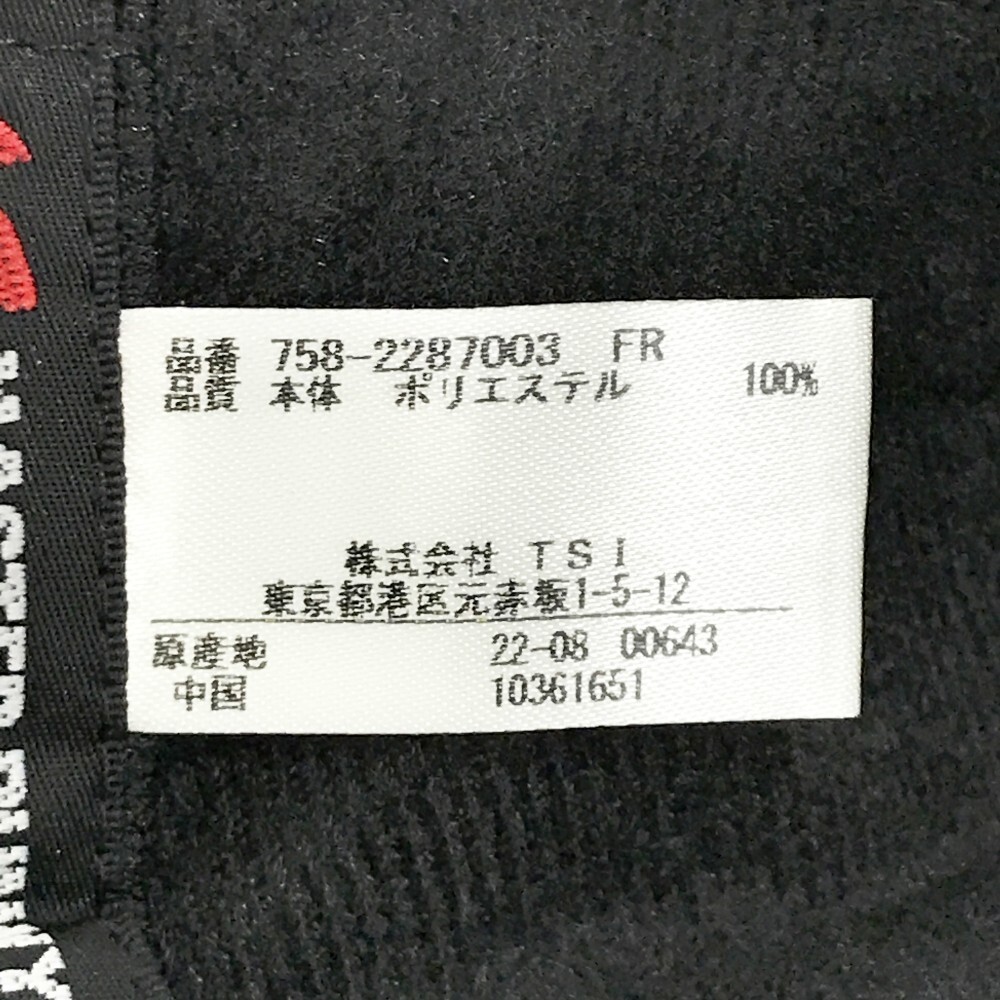 品番 758-2287003 FR
品質 本体 ポリエステル 100%
株式会社 TSI
東京都港区元赤坂1-5-12
原産地 22-08 00643
中国 10361651
MASTER BUNNY